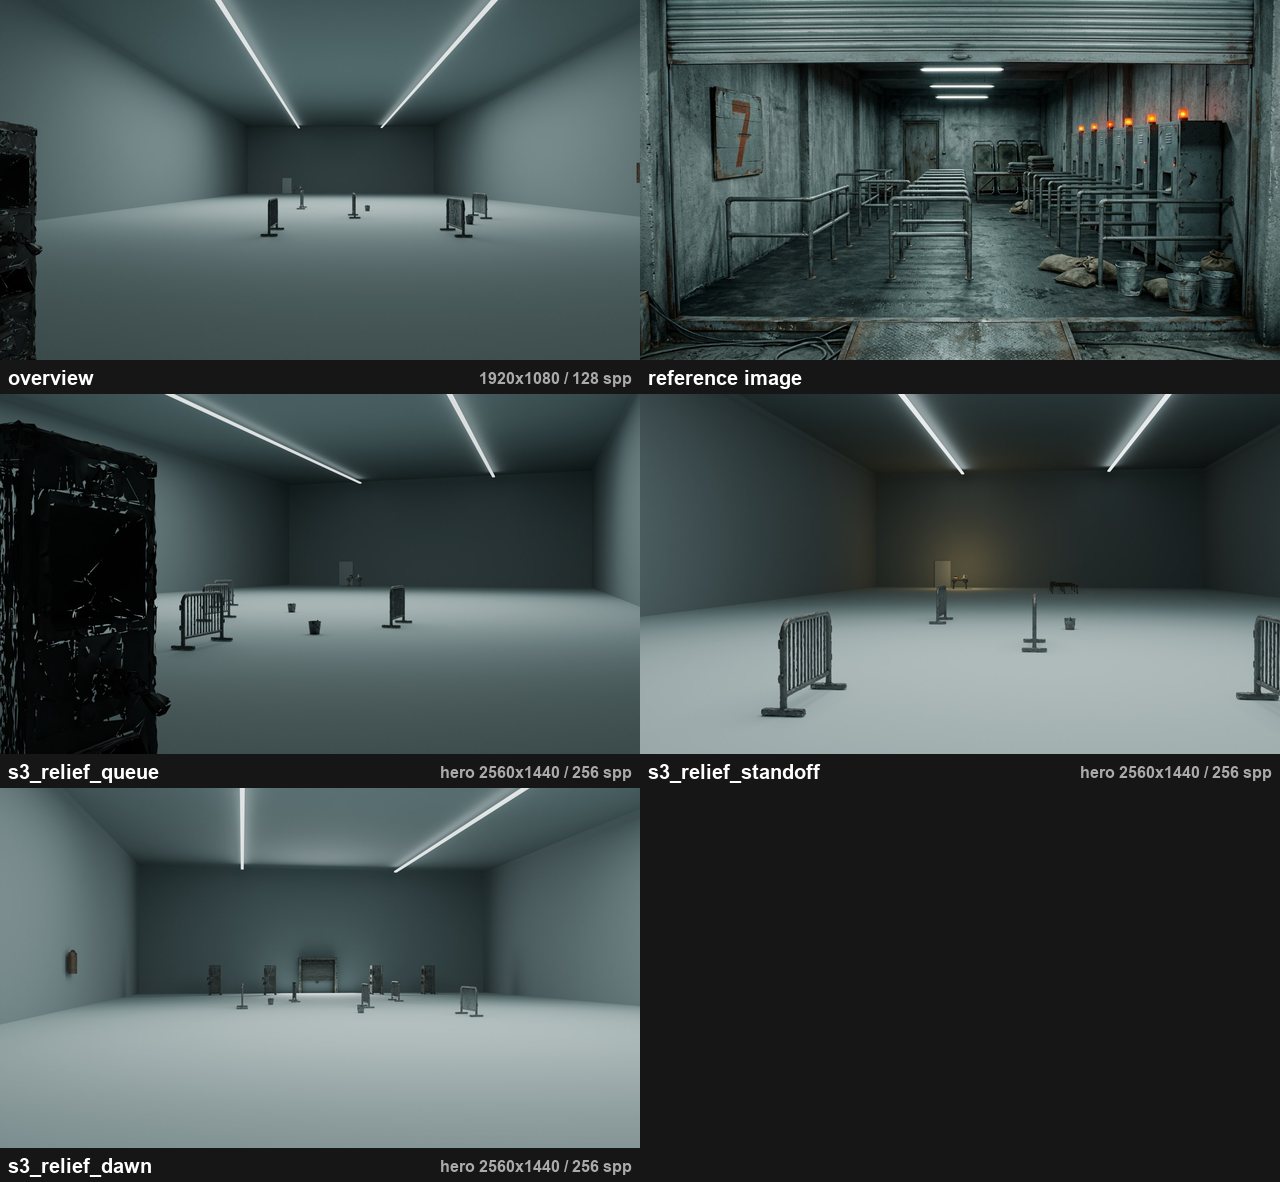 7
overview
1920x1080 / 128 spp
reference image
s3_relief_queue
hero 2560x1440 / 256 spp
s3_relief_standoff
hero 2560x1440 / 256 spp
s3_relief_dawn
hero 2560x1440 / 256 spp